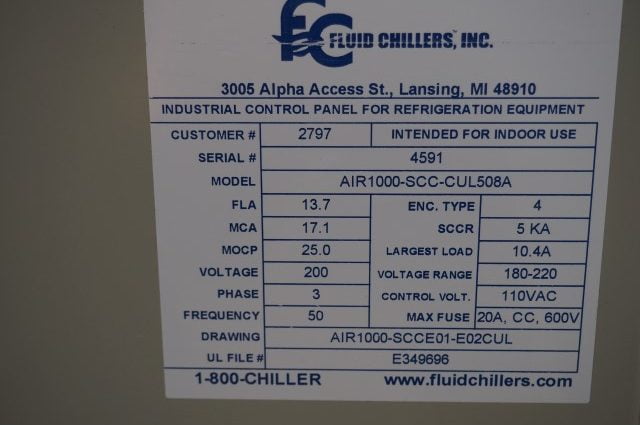 FC FLUID CHILLERS, INC.
3005 Alpha Access St., Lansing, MI 48910
INDUSTRIAL CONTROL PANEL FOR REFRIGERATION EQUIPMENT
CUSTOMER # 2797 INTENDED FOR INDOOR USE
SERIAL # 4591
MODEL AIR1000-SCC-CUL508A
FLA 13.7 ENC. TYPE 4
MCA 17.1 SCCR 5 KA
MOCP 25.0 LARGEST LOAD 10.4A
VOLTAGE 200 VOLTAGE RANGE 180-220
PHASE 3 CONTROL VOLT. 110VAC
FREQUENCY 50 MAX FUSE 20A, CC, 600V
DRAWING AIR1000-SCCE01-E02CUL
UL FILE # E349696
1-800-CHILLER www.fluidchillers.com